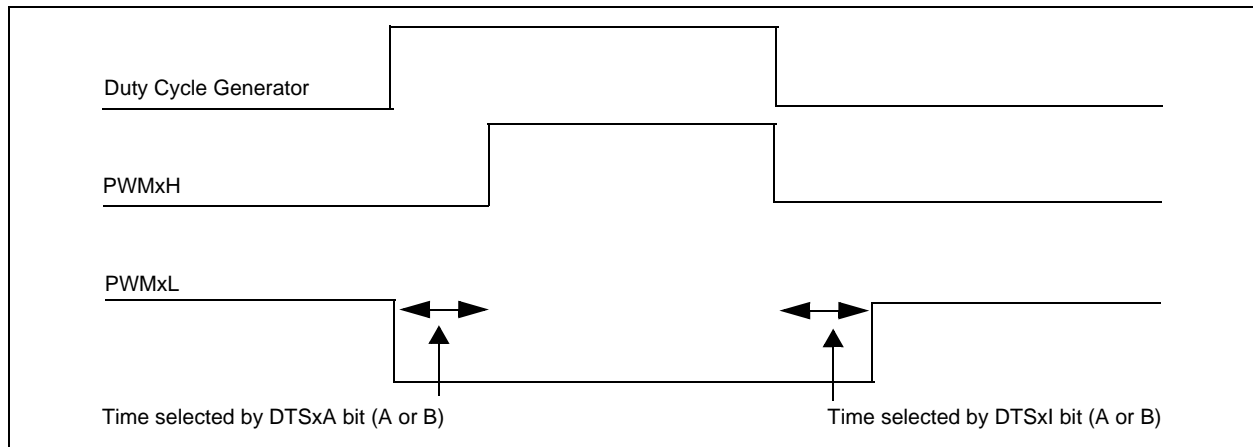 Duty Cycle Generator
PWMxH
PWMxL
Time selected by DTSxA bit (A or B)
Time selected by DTSxI bit (A or B)